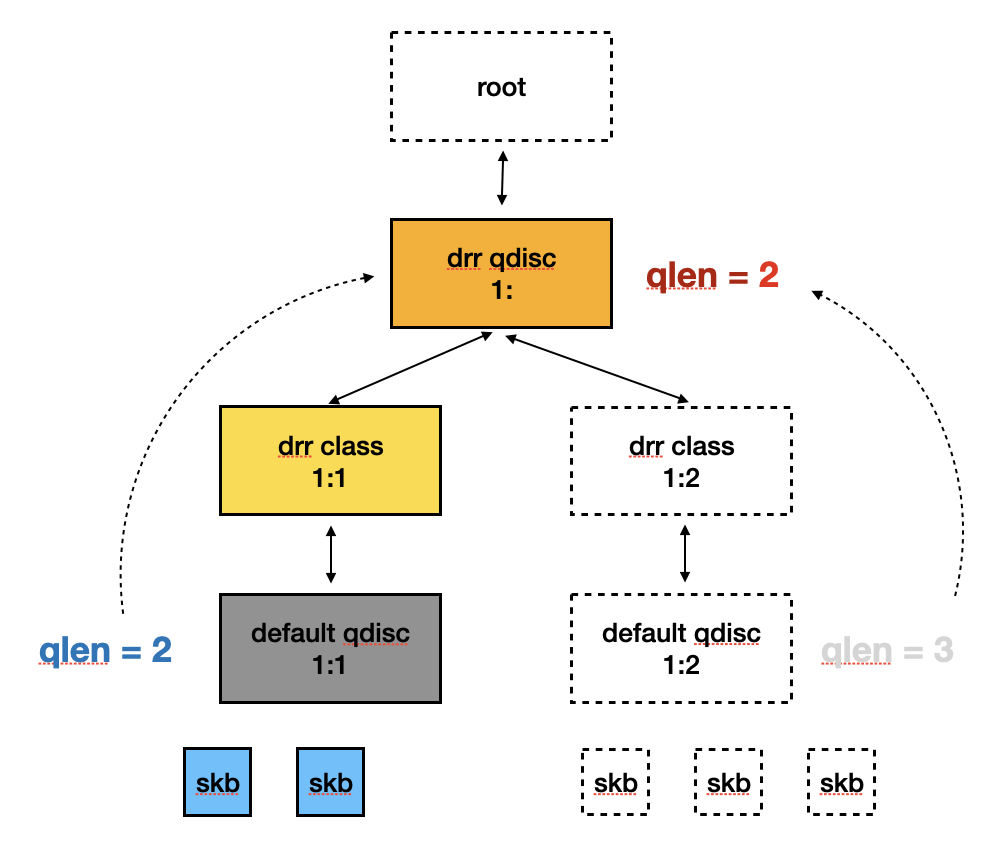 root
drr qdisc
1:
qlen = 2
drr class
1:1
drr class
1:2
default qdisc
1:1
default qdisc
1:2
qlen = 2
qlen = 3
skb
skb
skb
skb
skb